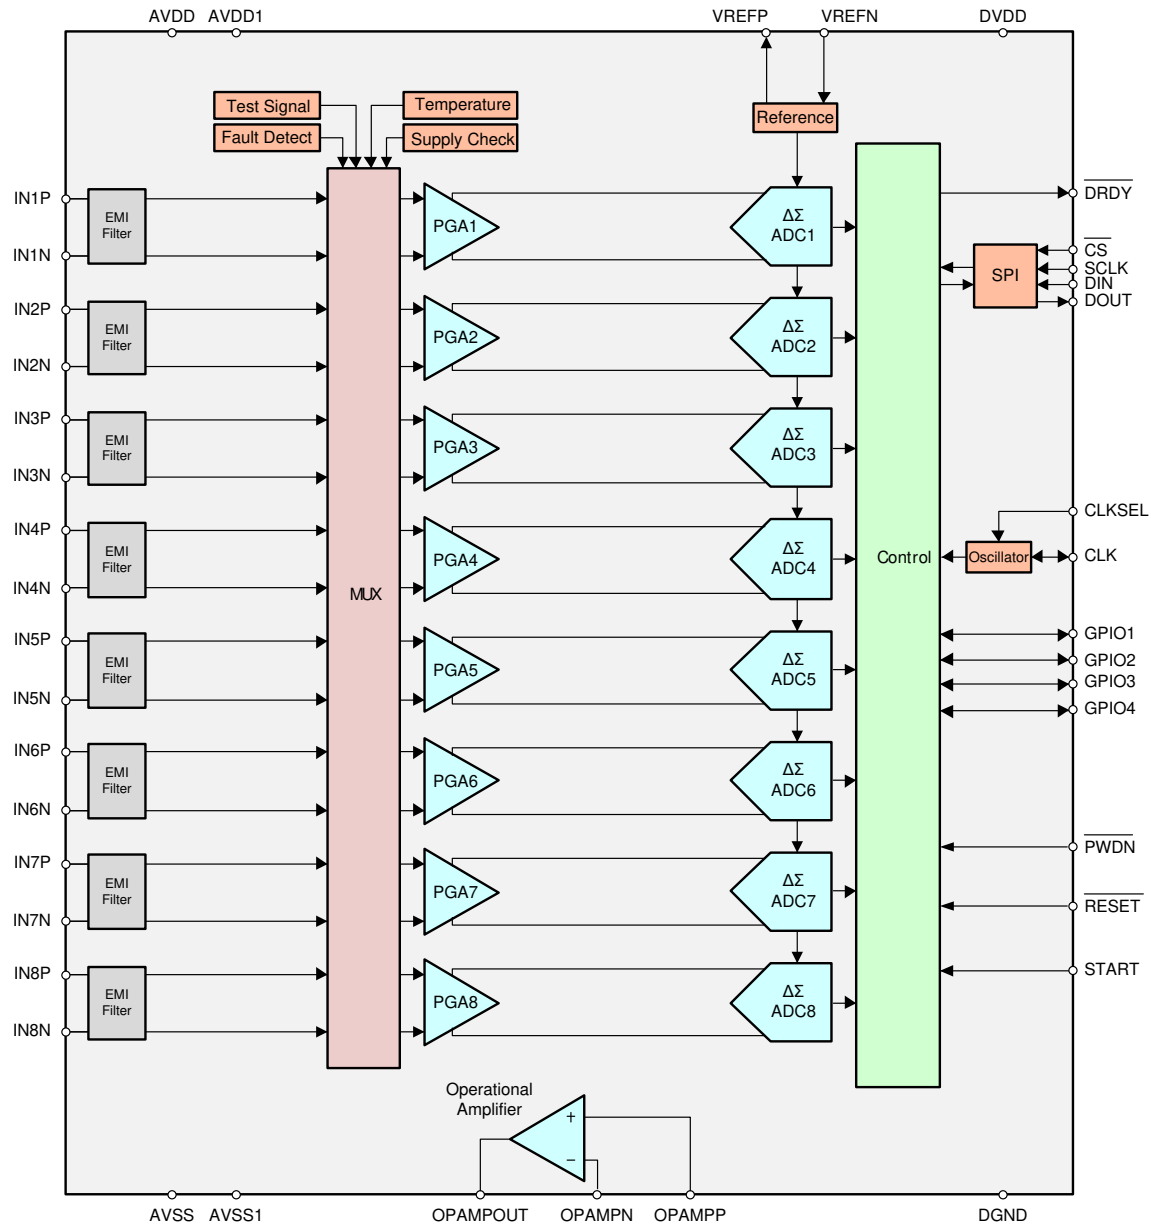 AVDD AVDD1 VREFP VREFN DVDD
Test Signal
Temperature
Fault Detect
Supply Check
Reference
IN1P
EMI
Filter
IN1N
PGA1
ΔΣ
ADC1
DRDY
CS
SCLK
DIN
DOUT
SPI
IN2P
EMI
Filter
IN2N
PGA2
ΔΣ
ADC2
IN3P
EMI
Filter
IN3N
PGA3
ΔΣ
ADC3
IN4P
EMI
Filter
IN4N
PGA4
ΔΣ
ADC4
CLKSEL
Control
Oscillator
CLK
MUX
IN5P
EMI
Filter
IN5N
PGA5
ΔΣ
ADC5
GPIO1
GPIO2
GPIO3
GPIO4
IN6P
EMI
Filter
IN6N
PGA6
ΔΣ
ADC6
IN7P
EMI
Filter
IN7N
PGA7
ΔΣ
ADC7
PWDN
RESET
IN8P
EMI
Filter
IN8N
PGA8
ΔΣ
ADC8
START
Operational
Amplifier
+
−
AVSS AVSS1 OPAMPOUT OPAMPN OPAMPP DGND